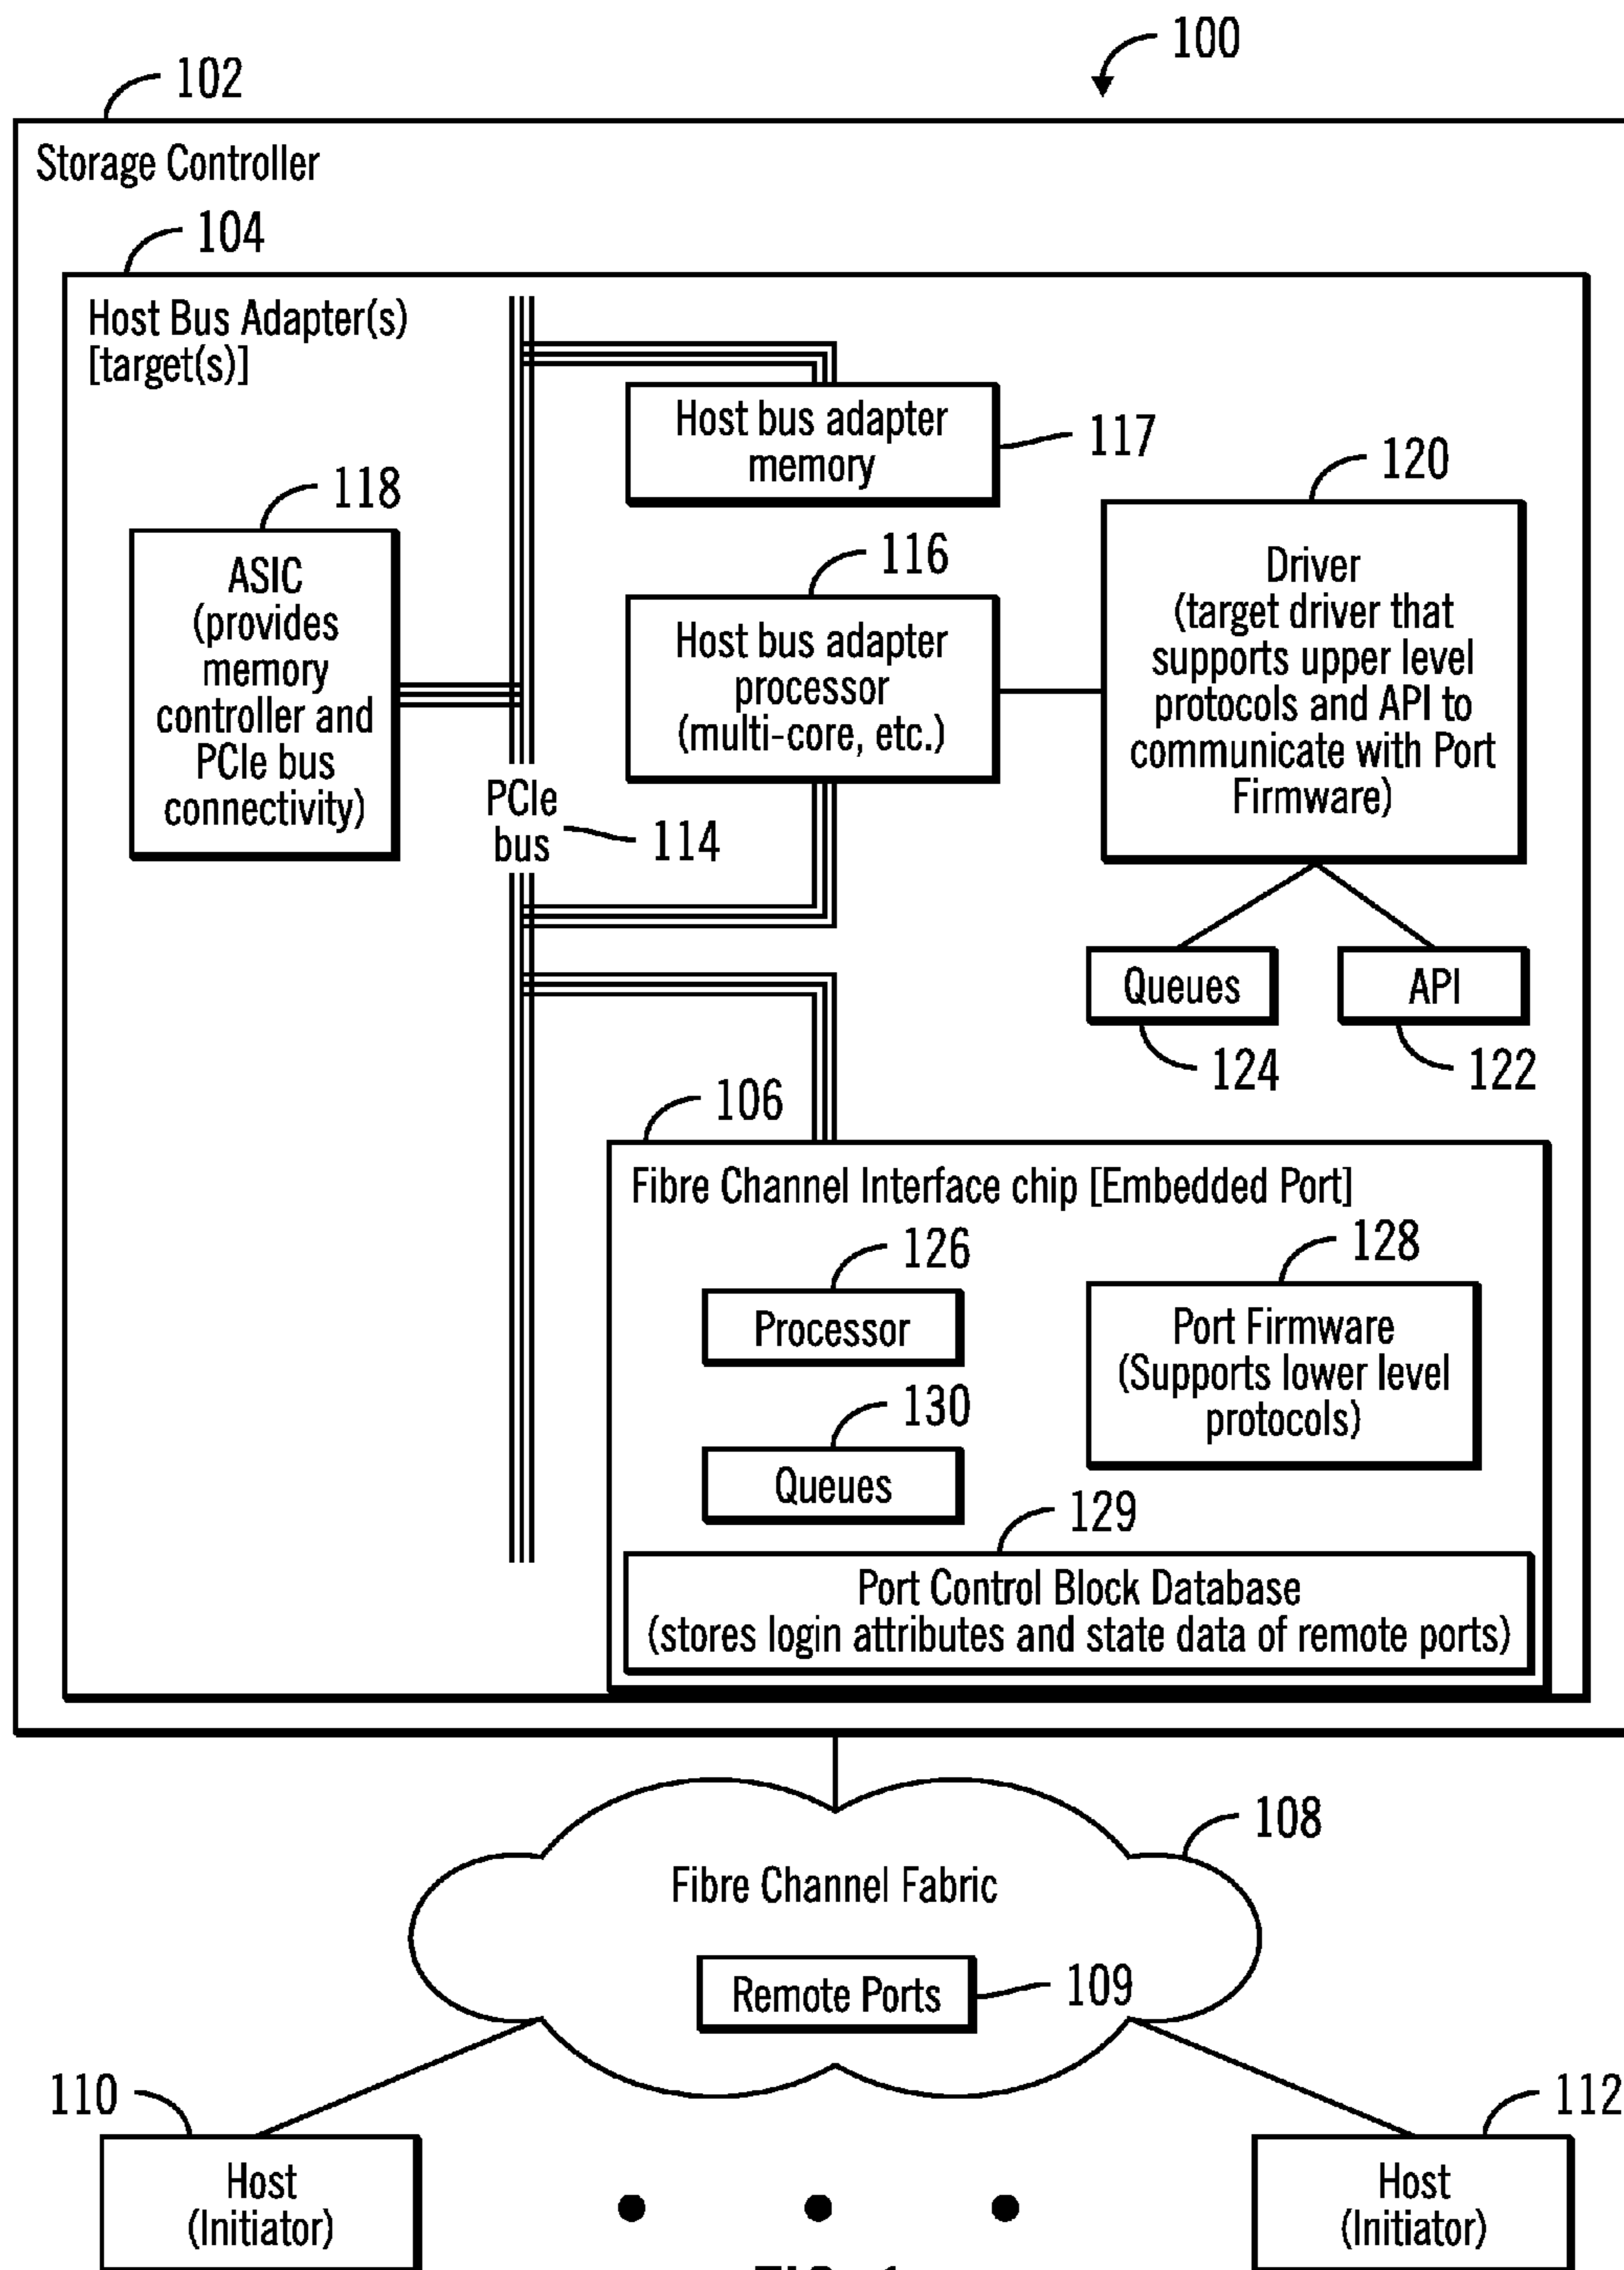 100
102
Storage Controller
104
Host Bus Adapter(s)
[target(s)]
Host bus adapter
memory
117
118
ASIC
(provides
memory
controller and
PCIe bus
connectivity)
116
Host bus adapter
processor
(multi-core, etc.)
120
Driver
(target driver that
supports upper level
protocols and API to
communicate with Port
Firmware)
PCIe
bus
114
Queues
124
API
122
106
Fibre Channel Interface chip [Embedded Port]
126
Processor
128
Port Firmware
(Supports lower level
protocols)
130
Queues
129
Port Control Block Database
(stores login attributes and state data of remote ports)
108
Fibre Channel Fabric
Remote Ports
109
110
Host
(Initiator)
112
Host
(Initiator)